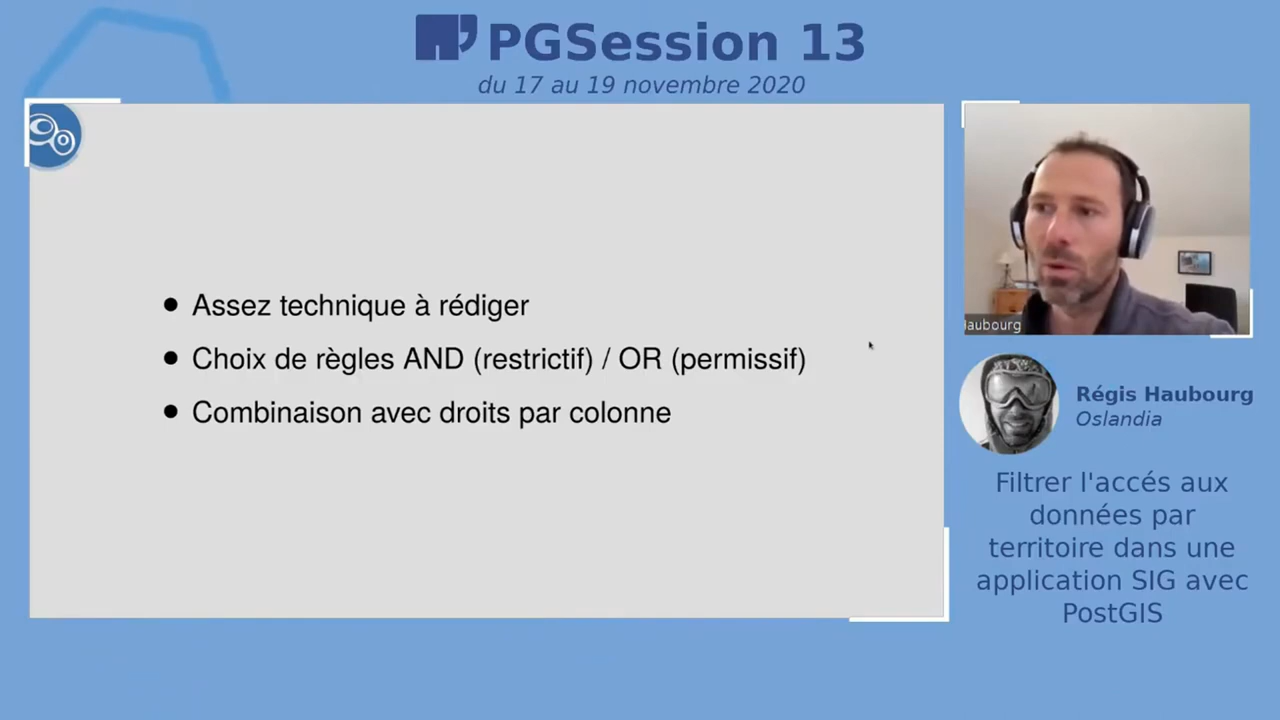 PGSession 13
du 17 au 19 novembre 2020
• Assez technique à rédiger
• Choix de règles AND (restrictif) / OR (permissif)
• Combinaison avec droits par colonne
aubourg
Régis Haubourg
Oslandia
Filtrer l'accés aux
données par
territoire dans une
application SIG avec
PostGIS